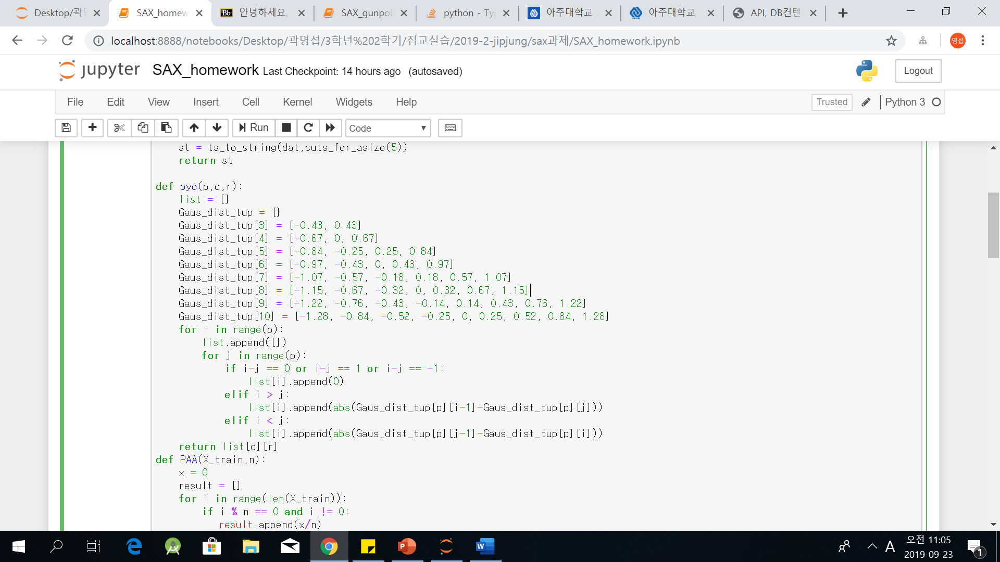 Desktop/곽
SAX_homew
Bb 안녕하세요,
SAX_gunpoi
python - Ty
아주대학교
아주대학교
API, DB컨텐
localhost:8888/notebooks/Desktop/곽명섭/3학년%202학기/집교실습/2019-2-jipjung/sax과제/SAX_homework.ipynb
명섭
jupyter SAX_homework Last Checkpoint: 14 hours ago (autosaved)
Logout
File Edit View Insert Cell Kernel Widgets Help
Trusted Python 3
Run Code
st = ts_to_string(dat,cuts_for_asize(5))
return st
def pyo(p,q,r):
list = []
Gaus_dist_tup = {}
Gaus_dist_tup[3] = [-0.43, 0.43]
Gaus_dist_tup[4] = [-0.67, 0, 0.67]
Gaus_dist_tup[5] = [-0.84, -0.25, 0.25, 0.84]
Gaus_dist_tup[6] = [-0.97, -0.43, 0, 0.43, 0.97]
Gaus_dist_tup[7] = [-1.07, -0.57, -0.18, 0.18, 0.57, 1.07]
Gaus_dist_tup[8] = [-1.15, -0.67, -0.32, 0, 0.32, 0.67, 1.15]
Gaus_dist_tup[9] = [-1.22, -0.76, -0.43, -0.14, 0.14, 0.43, 0.76, 1.22]
Gaus_dist_tup[10] = [-1.28, -0.84, -0.52, -0.25, 0, 0.25, 0.52, 0.84, 1.28]
for i in range(p):
list.append([])
for j in range(p):
if i-j == 0 or i-j == 1 or i-j == -1:
list[i].append(0)
elif i > j:
list[i].append(abs(Gaus_dist_tup[p][i-1]-Gaus_dist_tup[p][j]))
elif i < j:
list[i].append(abs(Gaus_dist_tup[p][j-1]-Gaus_dist_tup[p][i]))
return list[q][r]
def PAA(X_train,n):
x = 0
result = []
for i in range(len(X_train)):
if i % n == 0 and i != 0:
result.append(x/n)
A
오전 11:05
2019-09-23
1